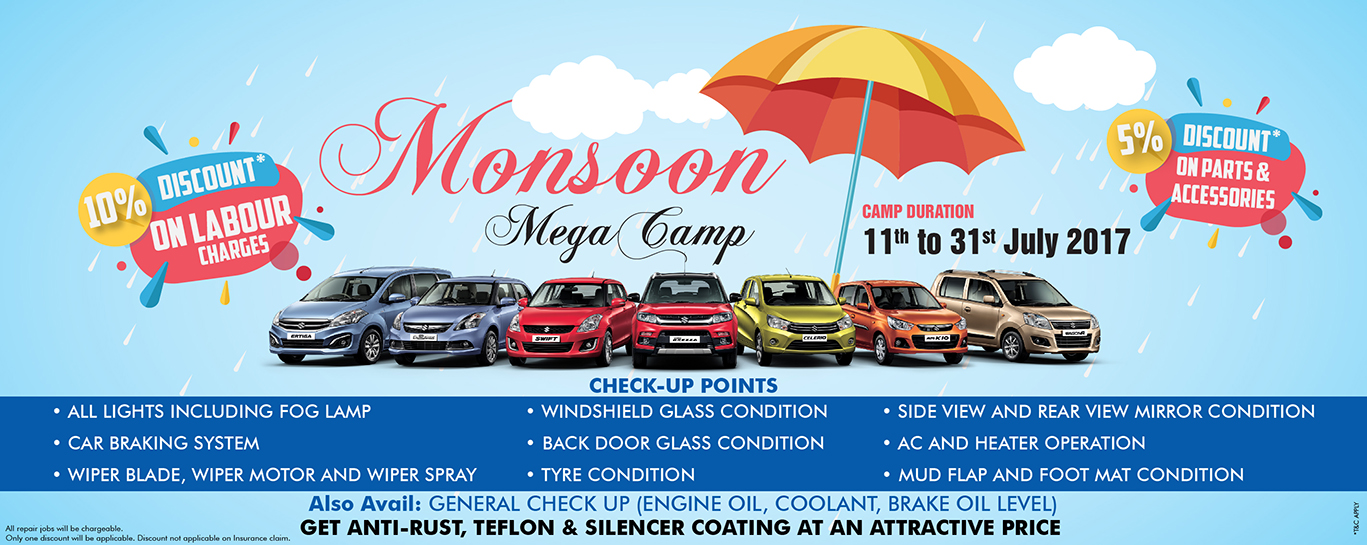 Monsoon
Mega Camp
10%
DISCOUNT*
ON LABOUR
CHARGES
5%
DISCOUNT*
ON PARTS &
ACCESSORIES
CAMP DURATION
11th to 31st July 2017
ERTIGA
SWIFT
BREZZA
CELERIO
ALTO K10
WAGON R
CHECK-UP POINTS
• ALL LIGHTS INCLUDING FOG LAMP
• CAR BRAKING SYSTEM
• WIPER BLADE, WIPER MOTOR AND WIPER SPRAY
• WINDSHIELD GLASS CONDITION
• BACK DOOR GLASS CONDITION
• TYRE CONDITION
• SIDE VIEW AND REAR VIEW MIRROR CONDITION
• AC AND HEATER OPERATION
• MUD FLAP AND FOOT MAT CONDITION
Also Avail: GENERAL CHECK UP (ENGINE OIL, COOLANT, BRAKE OIL LEVEL)
GET ANTI-RUST, TEFLON & SILENCER COATING AT AN ATTRACTIVE PRICE
All repair jobs will be chargeable.
Only one discount will be applicable. Discount not applicable on Insurance claim.
*T&C APPLY